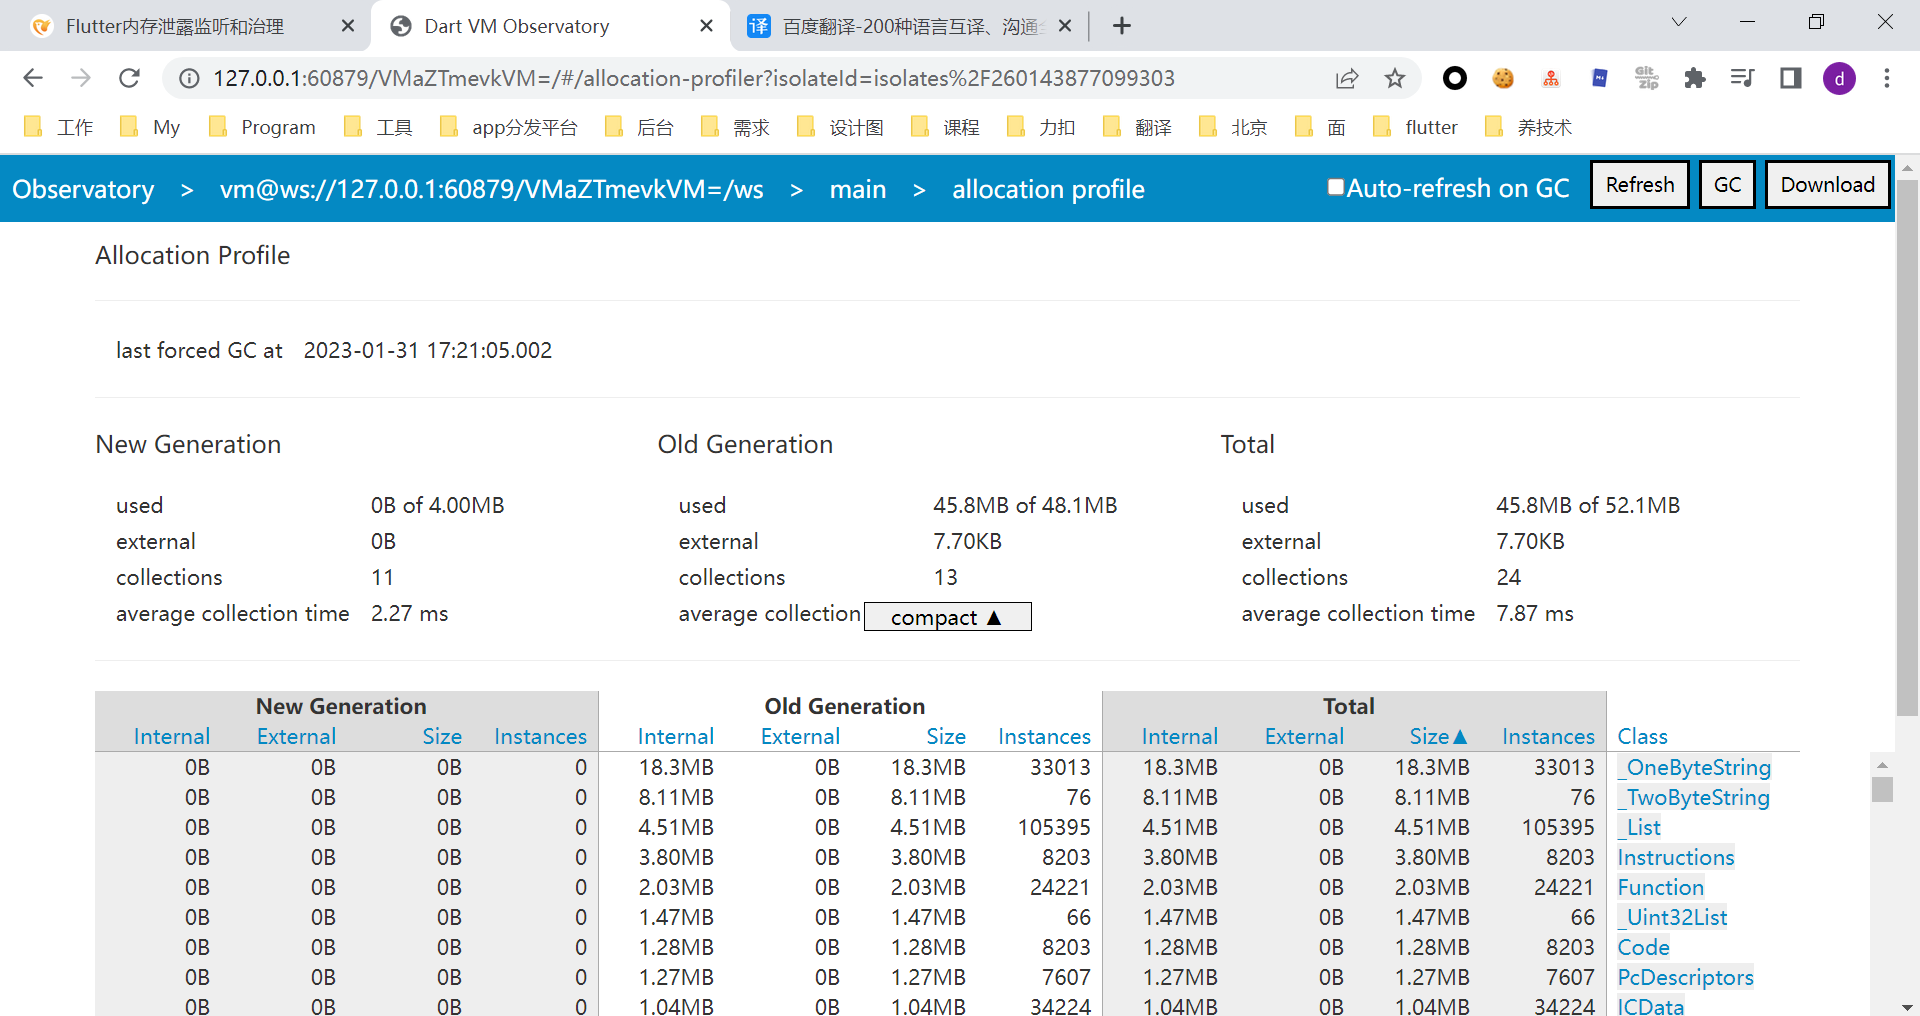 Flutter内存泄露监听和治理
Dart VM Observatory
译 百度翻译-200种语言互译、沟通
127.0.0.1:60879/VMaZTmevkVM=/#/allocation-profiler?isolateId=isolates%2F260143877099303
Git Zip
d
工作 My Program 工具 app分发平台 后台 需求 设计图 课程 力扣 翻译 北京 面 flutter 养技术
Observatory > vm@ws://127.0.0.1:60879/VMaZTmevkVM=/ws > main > allocation profile Auto-refresh on GC Refresh GC Download
Allocation Profile
last forced GC at 2023-01-31 17:21:05.002
New Generation Old Generation Total
used 0B of 4.00MB used 45.8MB of 48.1MB used 45.8MB of 52.1MB
external 0B external 7.70KB external 7.70KB
collections 11 collections 13 collections 24
average collection time 2.27 ms average collection compact ▲ average collection time 7.87 ms
New Generation Old Generation Total
Internal External Size Instances Internal External Size Instances Internal External Size▲ Instances Class
0B 0B 0B 0 18.3MB 0B 18.3MB 33013 18.3MB 0B 18.3MB 33013 _OneByteString
0B 0B 0B 0 8.11MB 0B 8.11MB 76 8.11MB 0B 8.11MB 76 _TwoByteString
0B 0B 0B 0 4.51MB 0B 4.51MB 105395 4.51MB 0B 4.51MB 105395 _List
0B 0B 0B 0 3.80MB 0B 3.80MB 8203 3.80MB 0B 3.80MB 8203 Instructions
0B 0B 0B 0 2.03MB 0B 2.03MB 24221 2.03MB 0B 2.03MB 24221 Function
0B 0B 0B 0 1.47MB 0B 1.47MB 66 1.47MB 0B 1.47MB 66 _Uint32List
0B 0B 0B 0 1.28MB 0B 1.28MB 8203 1.28MB 0B 1.28MB 8203 Code
0B 0B 0B 0 1.27MB 0B 1.27MB 7607 1.27MB 0B 1.27MB 7607 PcDescriptors
0B 0B 0B 0 1.04MB 0B 1.04MB 34224 1.04MB 0B 1.04MB 34224 ICData